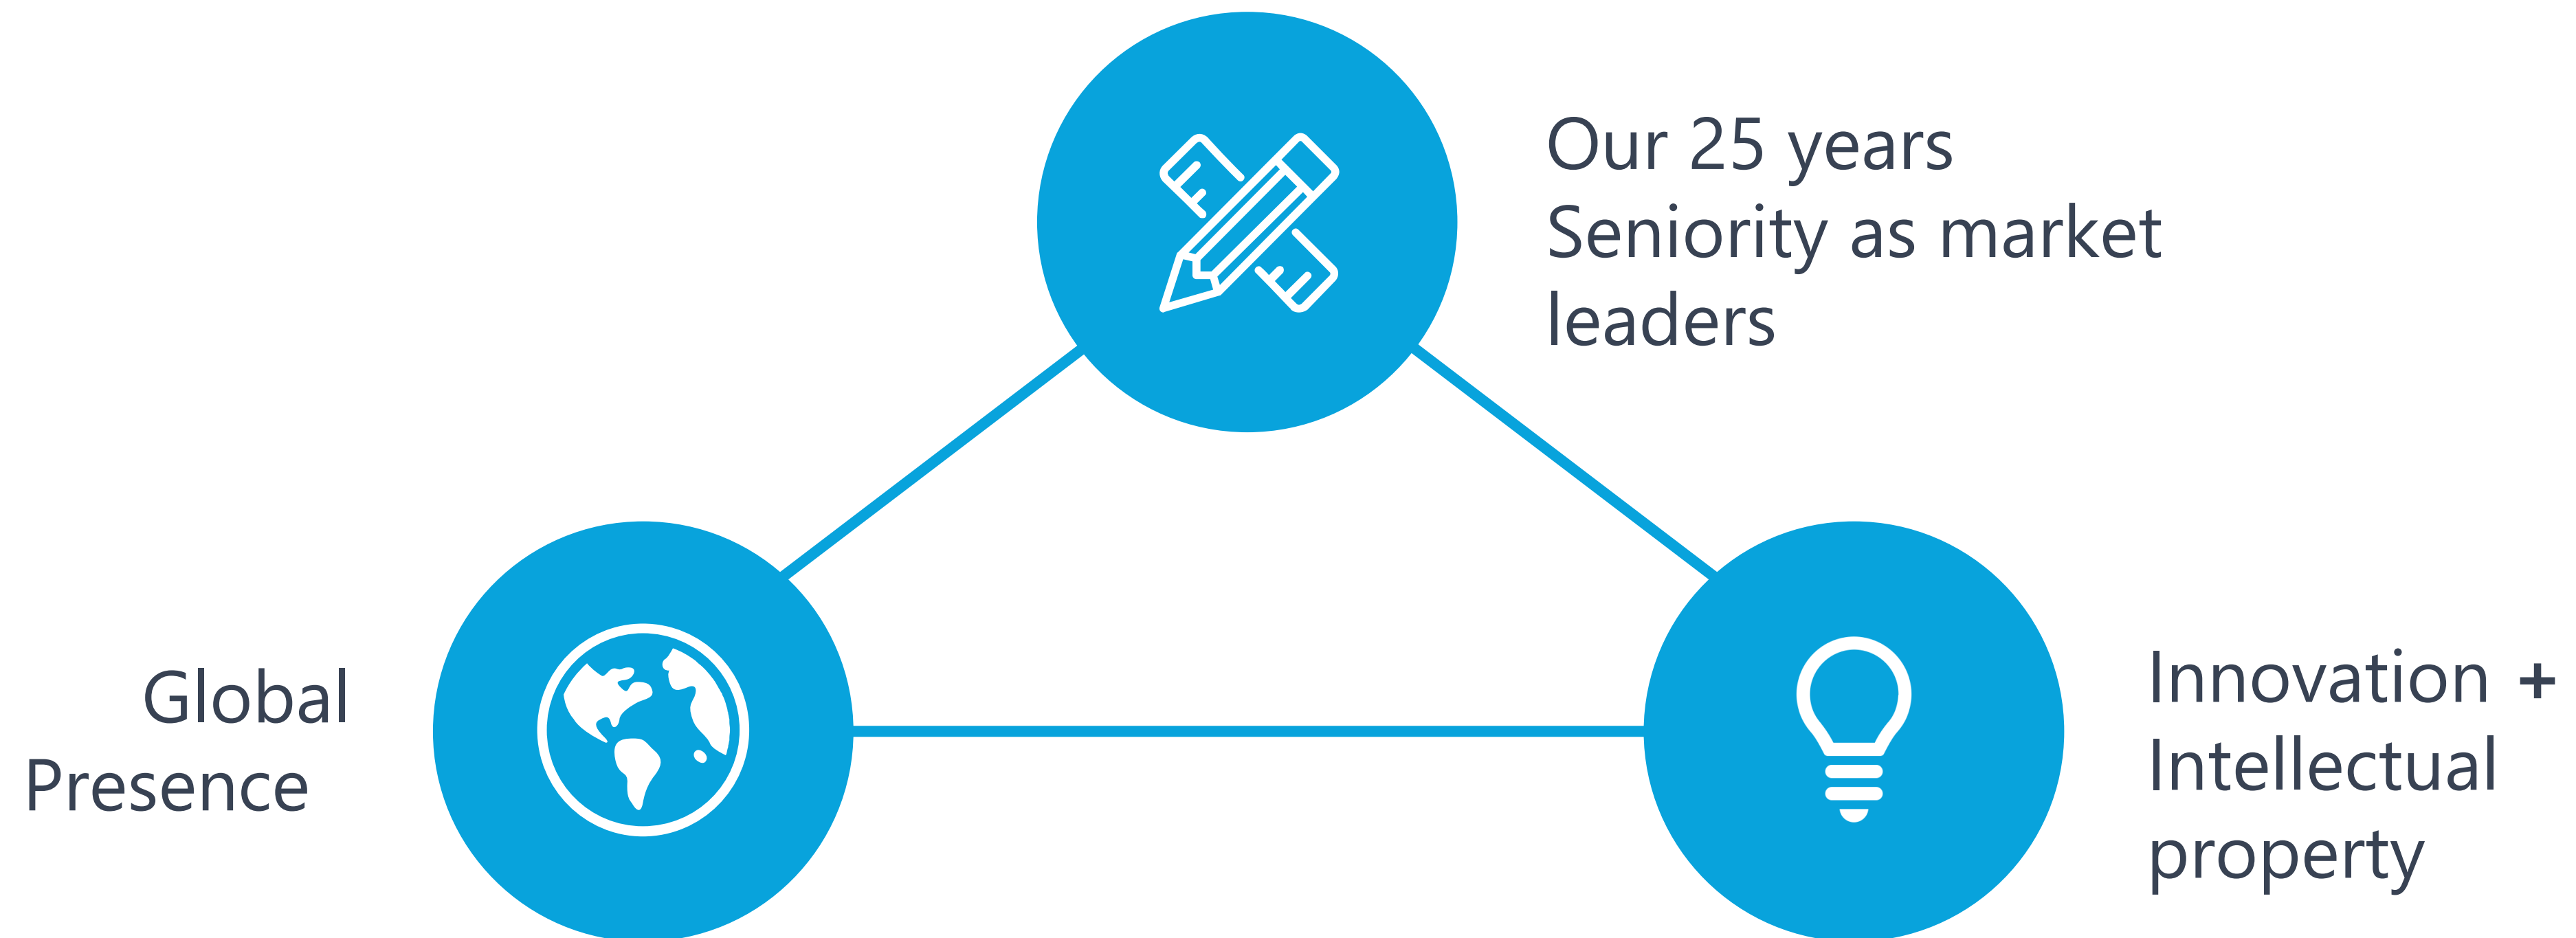 Our 25 years
Seniority as market
leaders
Global
Presence
Innovation +
Intellectual
property